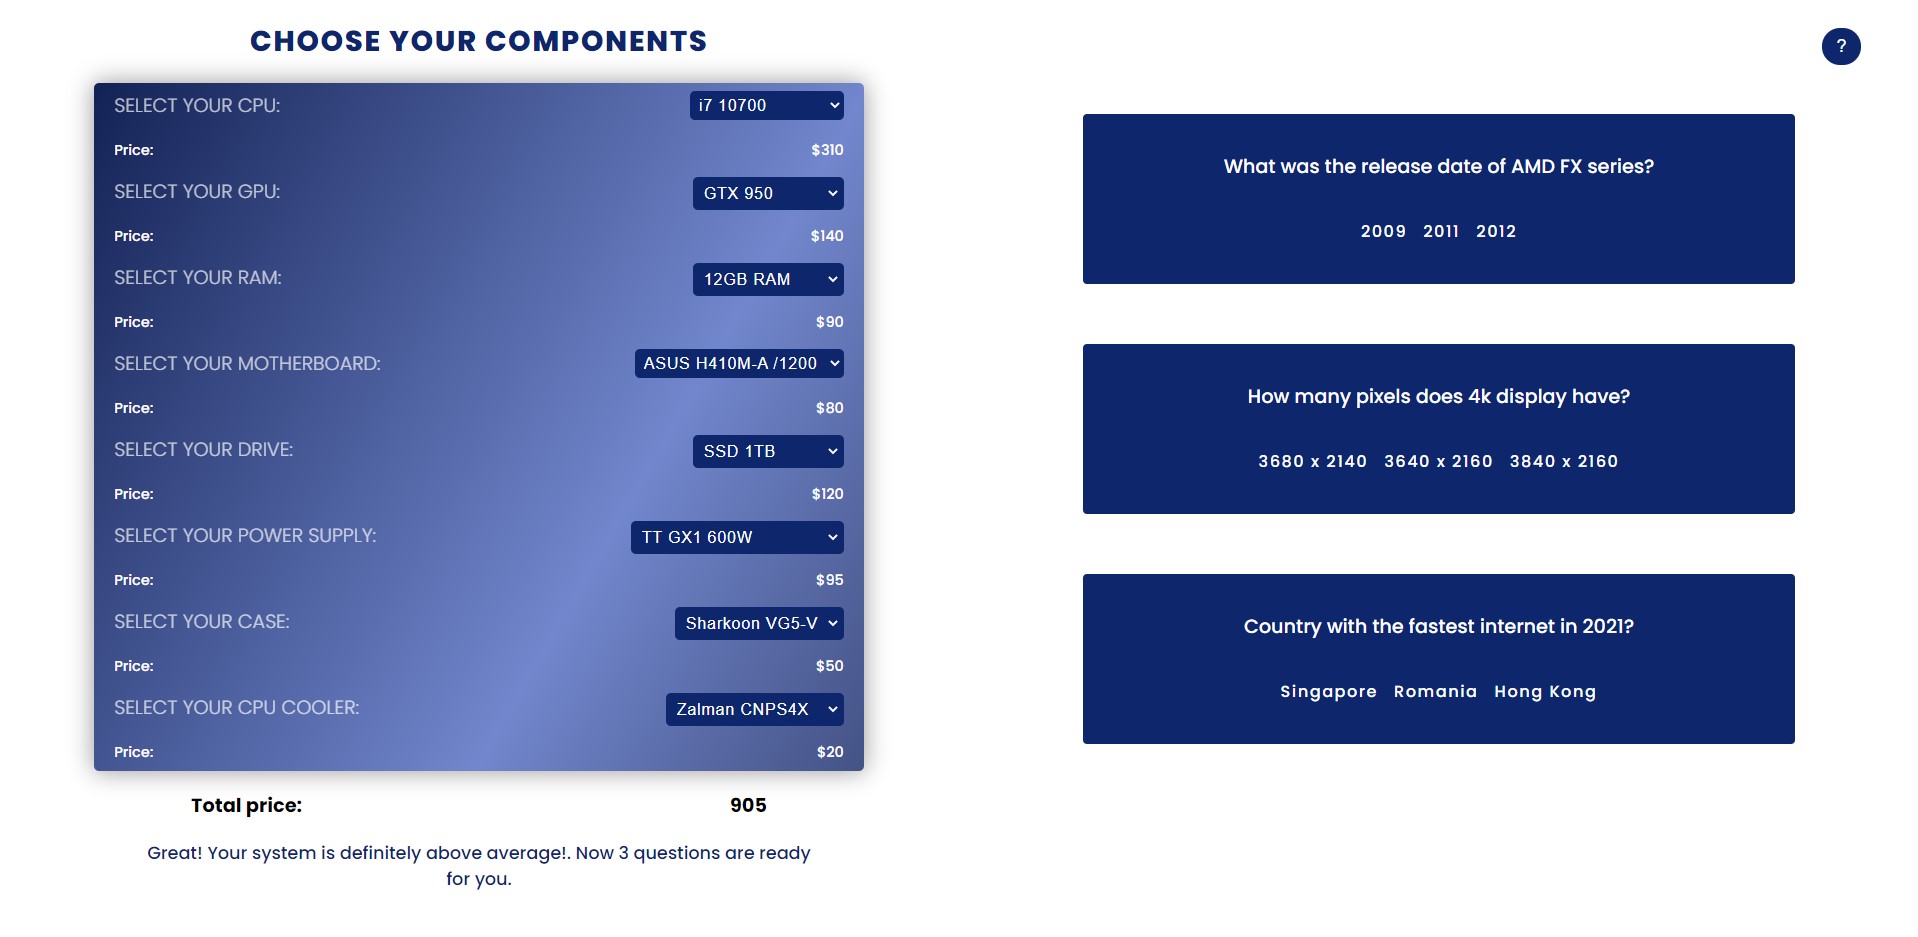 CHOOSE YOUR COMPONENTS
?
SELECT YOUR CPU: i7 10700
Price: $310
SELECT YOUR GPU: GTX 950
Price: $140
SELECT YOUR RAM: 12GB RAM
Price: $90
SELECT YOUR MOTHERBOARD: ASUS H410M-A /1200
Price: $80
SELECT YOUR DRIVE: SSD 1TB
Price: $120
SELECT YOUR POWER SUPPLY: TT GX1 600W
Price: $95
SELECT YOUR CASE: Sharkoon VG5-V
Price: $50
SELECT YOUR CPU COOLER: Zalman CNPS4X
Price: $20
Total price: 905
Great! Your system is definitely above average!. Now 3 questions are ready
for you.
What was the release date of AMD FX series?
2009 2011 2012
How many pixels does 4k display have?
3680 x 2140 3640 x 2160 3840 x 2160
Country with the fastest internet in 2021?
Singapore Romania Hong Kong